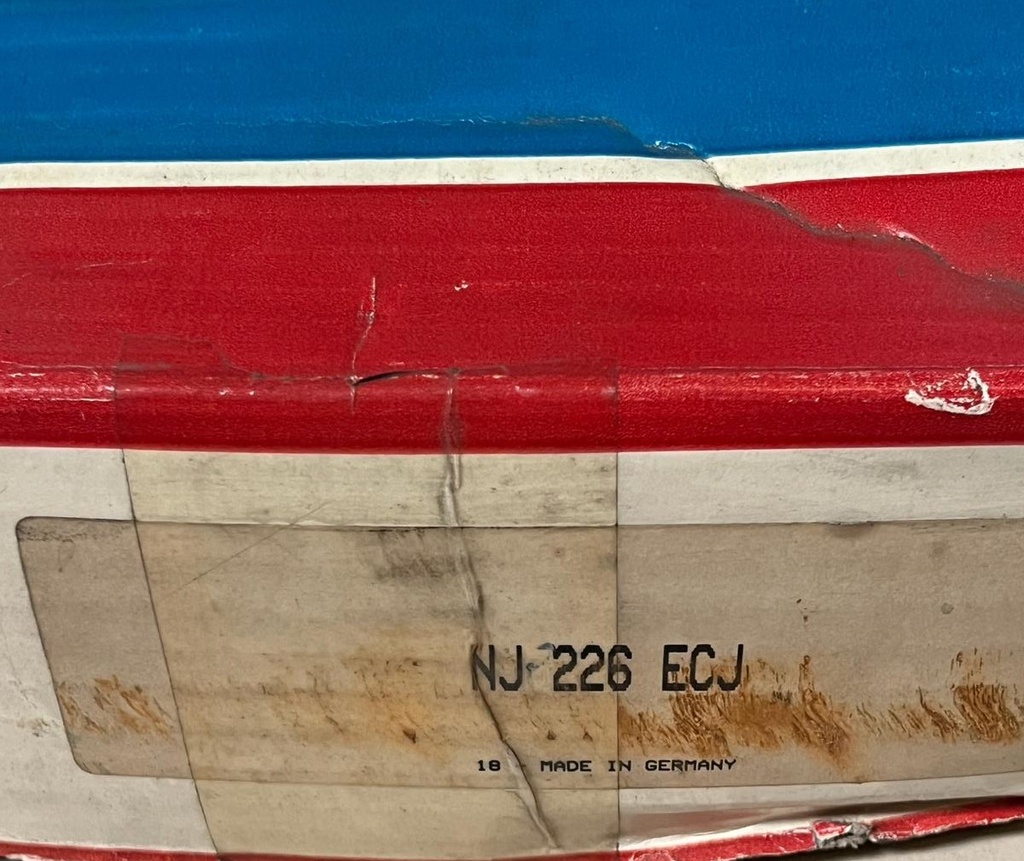 NJ 226 ECJ
18 - MADE IN GERMANY